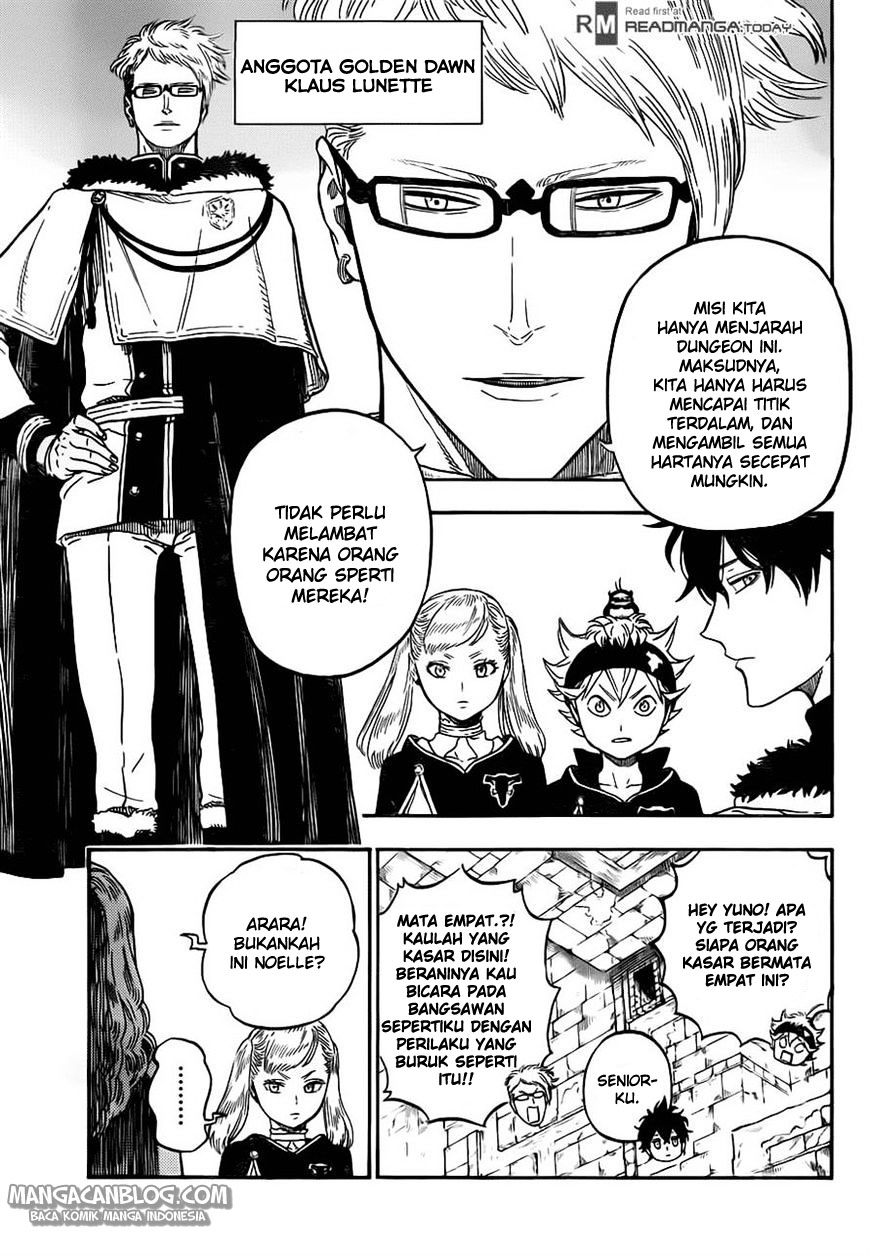 Read first at
RM READMANGA.TODAY
ANGGOTA GOLDEN DAWN
KLAUS LUNETTE
MISI KITA
HANYA MENJARAH
DUNGEON INI.
MAKSUDNYA,
KITA HANYA HARUS
MENCAPAI TITIK
TERDALAM, DAN
MENGAMBIL SEMUA
HARTANYA SECEPAT
MUNGKIN.
TIDAK PERLU
MELAMBAT
KARENA ORANG
ORANG SPERTI
MEREKA!
HEY YUNO! APA
YG TERJADI?
SIAPA ORANG
KASAR BERMATA
EMPAT INI?
SENIOR-
KU.
MATA EMPAT.?!
KAULAH YANG
KASAR DISINI!
BERANINYA KAU
BICARA PADA
BANGSAWAN
SEPERTIKU DENGAN
PERILAKU YANG
BURUK SEPERTI
ITU!!
ARARA!
BUKANKAH
INI NOELLE?
........
MANGACANBLOG.COM
BACA KOMIK MANGA INDONESIA